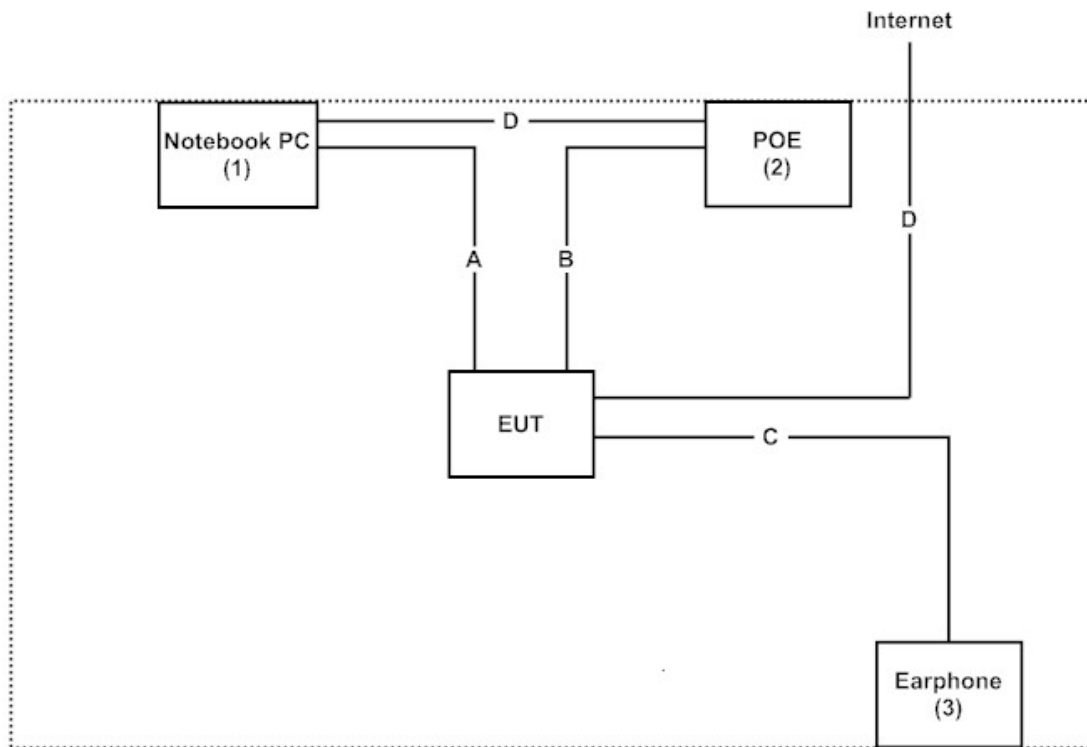 Internet
Notebook PC
(1)
D
POE
(2)
D
A
B
EUT
C
Earphone
(3)